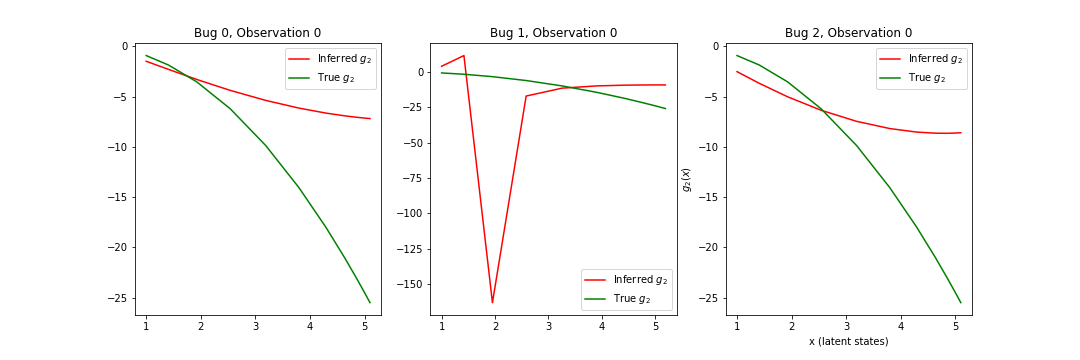 Bug 0, Observation 0
0
−5
−10
−15
−20
−25
1 2 3 4 5
Inferred g₂
True g₂
Bug 1, Observation 0
0
−25
−50
−75
−100
−125
−150
1 2 3 4 5
Inferred g₂
True g₂
Bug 2, Observation 0
g₂(x)
0
−5
−10
−15
−20
−25
1 2 3 4 5
x (latent states)
Inferred g₂
True g₂